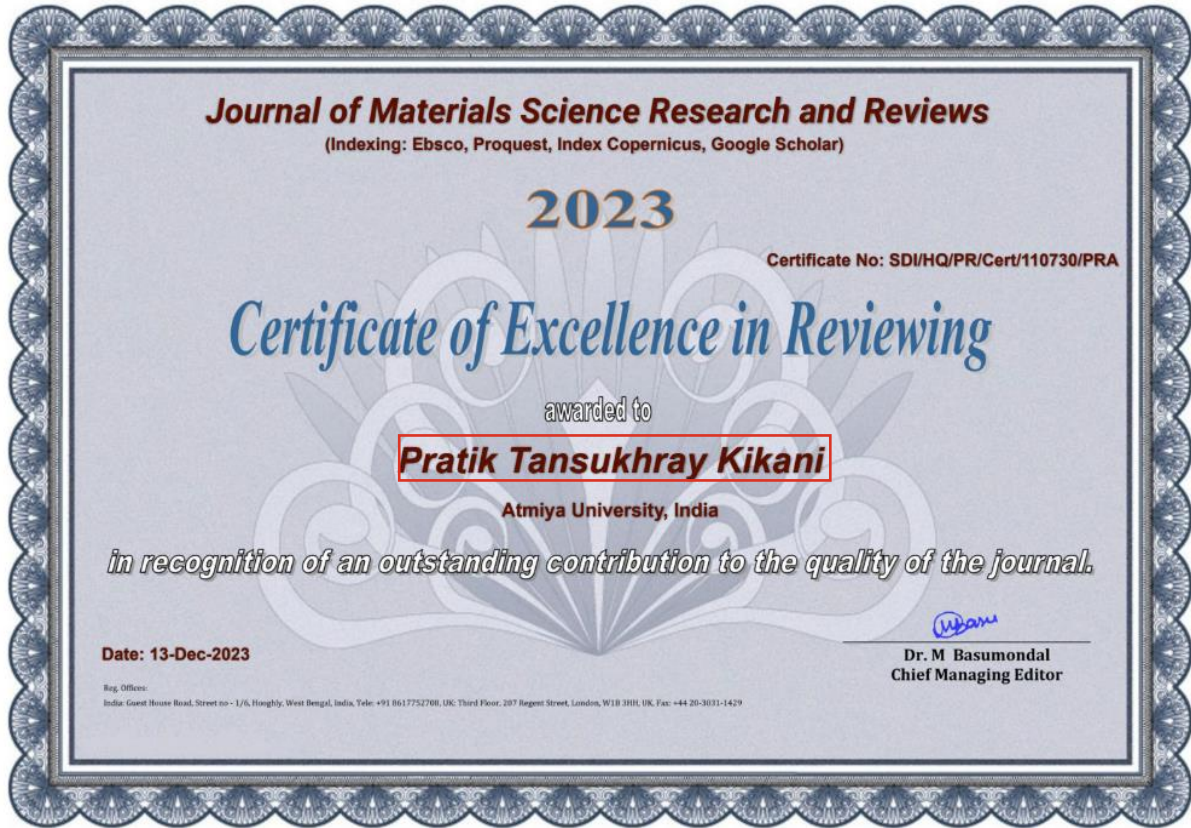 Journal of Materials Science Research and Reviews
(Indexing: Ebsco, Proquest, Index Copernicus, Google Scholar)
2023
Certificate No: SDI/HQ/PR/Cert/110730/PRA
Certificate of Excellence in Reviewing
awarded to
Pratik Tansukhray Kikani
Atmiya University, India
in recognition of an outstanding contribution to the quality of the journal.
Date: 13-Dec-2023
Dr. M Basumondal
Chief Managing Editor
Reg. Offices:
India: Guest House Road, Street no - 1/6, Hooghly, West Bengal, India, Tele: +91 8617752708, UK: Third Floor, 207 Regent Street, London, W1B 3HH, UK, Fax: +44 20-3031-1429